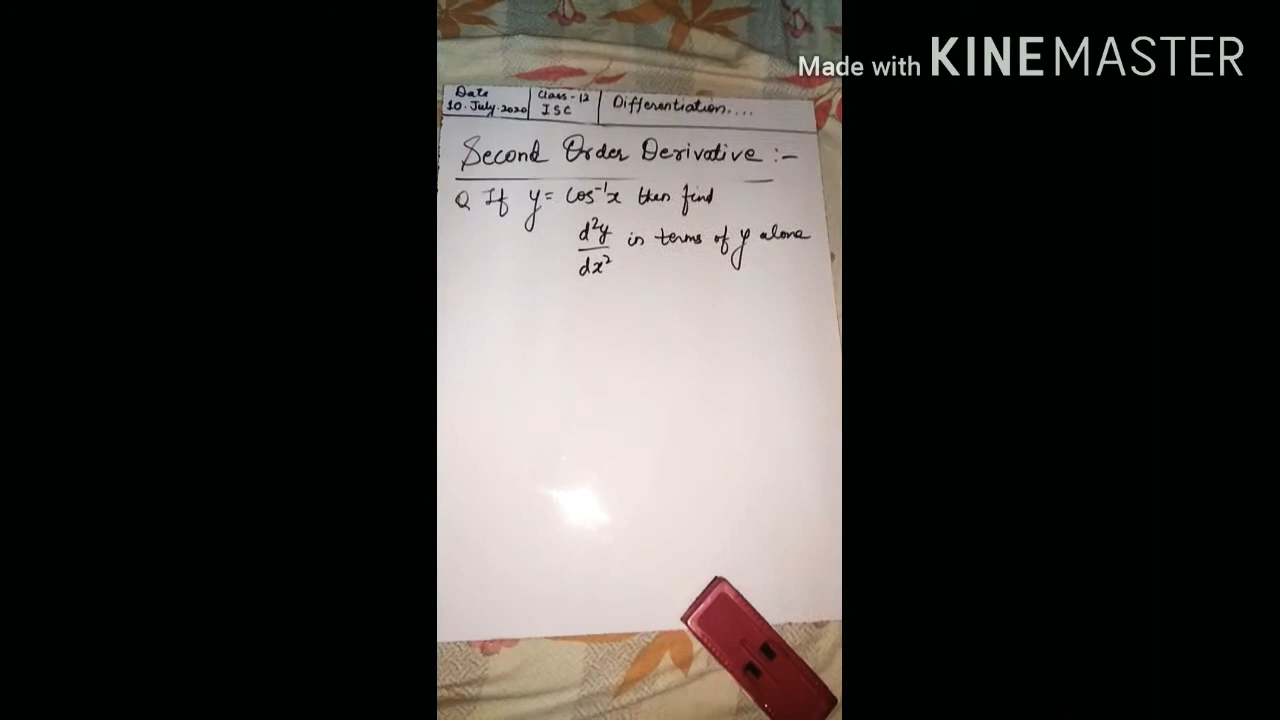 Made with KINEMASTER
Date
10.July.2020
Class-12
ISC
Differentiation....
Second Order Derivative :-
Q If y = cos⁻¹x then find
d²y/dx² in terms of y alone